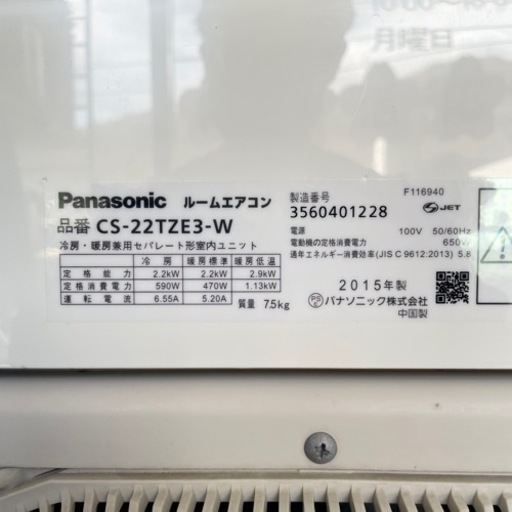 月曜日
Panasonic ルームエアコン
品番 CS-22TZE3-W
冷房・暖房兼用セパレート形室内ユニット
冷房 暖房標準 暖房低温
定格能力 2.2kW 2.2kW 2.9kW
定格消費電力 590W 470W 1.13kW
運転電流 6.55A 5.20A
質量 7.5kg
F116940
製造番号
3560401228
JET
電源 100V 50/60Hz
電動機の定格消費電力 650W
通年エネルギー消費効率(JIS C 9612:2013) 5.8
2015年製
PS パナソニック株式会社
中国製